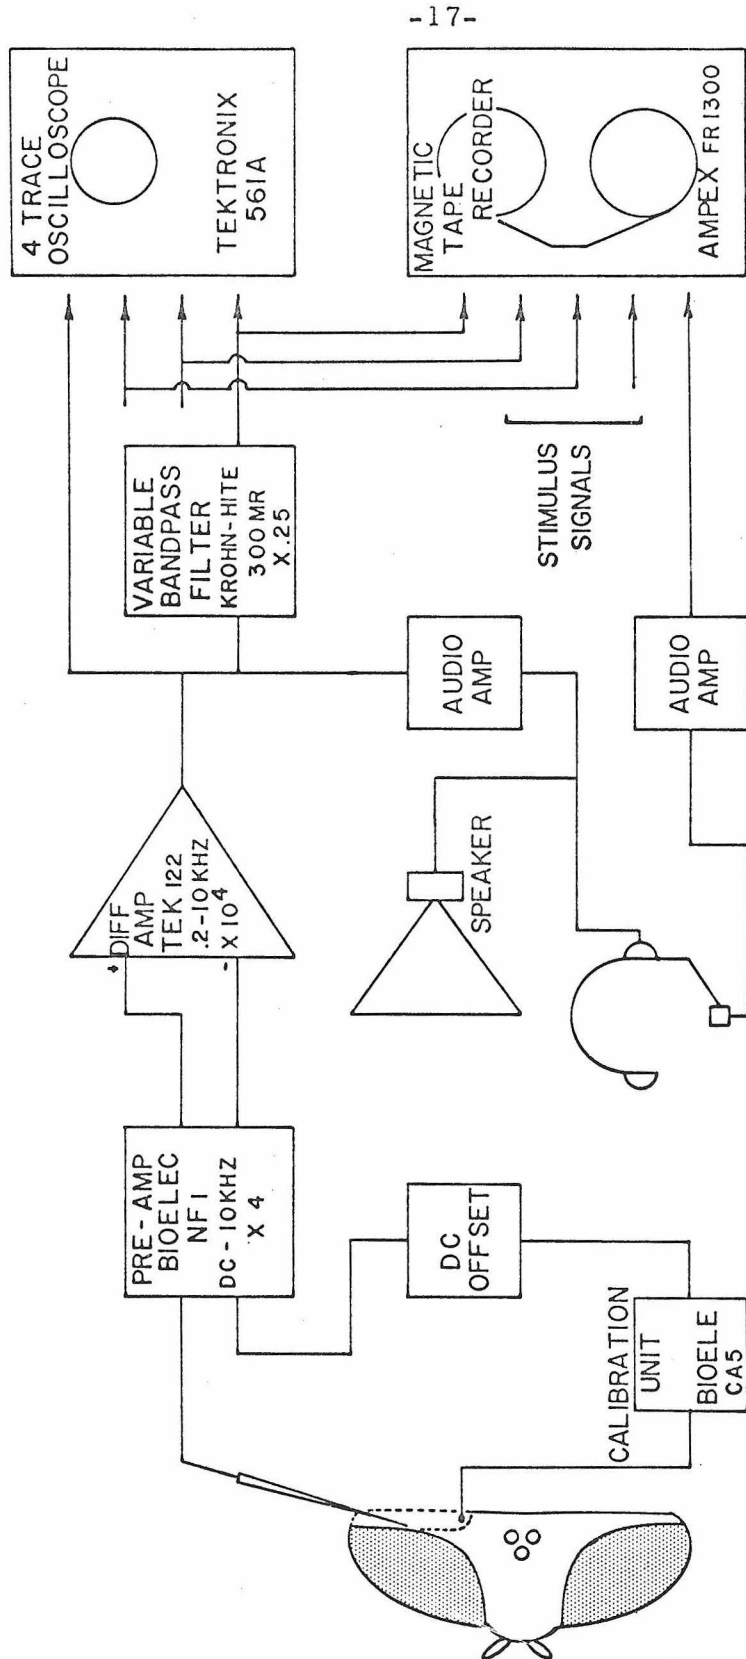 -17-
4 TRACE
OSCILLOSCOPE
TEKTRONIX
561A
MAGNETIC
TAPE
RECORDER
AMPEX FR1300
VARIABLE
BANDPASS
FILTER
KROHN-HITE
300 MR
X.25
STIMULUS
SIGNALS
AUDIO
AMP
AUDIO
AMP
+
DIFF
AMP
TEK 122
.2-10KHZ
- X 10⁴
SPEAKER
PRE-AMP
BIOELEC
NF1
DC-10KHZ
X 4
DC
OFFSET
CALIBRATION
UNIT
BIOELE
CA5